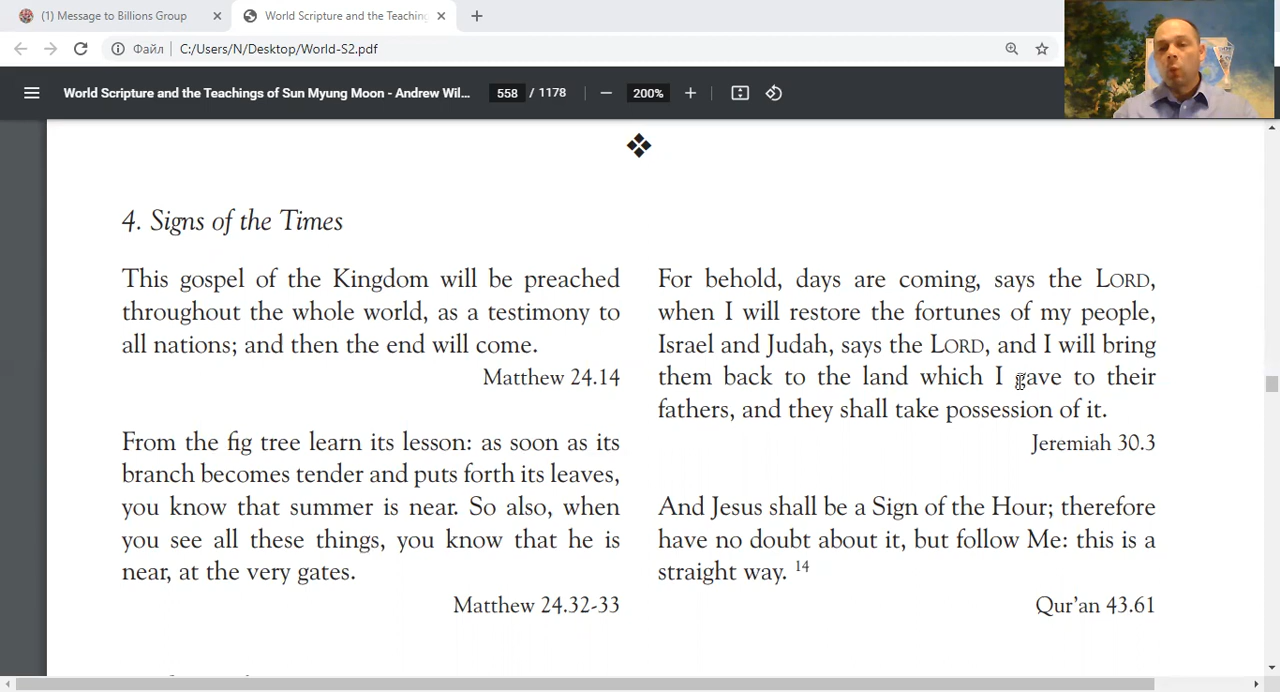 (1) Message to Billions Group
World Scripture and the Teaching
Файл
C:/Users/N/Desktop/World-S2.pdf
World Scripture and the Teachings of Sun Myung Moon - Andrew Wil...
558 / 1178
200%
4. Signs of the Times
This gospel of the Kingdom will be preached
throughout the whole world, as a testimony to
all nations; and then the end will come.
Matthew 24.14
From the fig tree learn its lesson: as soon as its
branch becomes tender and puts forth its leaves,
you know that summer is near. So also, when
you see all these things, you know that he is
near, at the very gates.
Matthew 24.32-33
For behold, days are coming, says the LORD,
when I will restore the fortunes of my people,
Israel and Judah, says the LORD, and I will bring
them back to the land which I gave to their
fathers, and they shall take possession of it.
Jeremiah 30.3
And Jesus shall be a Sign of the Hour; therefore
have no doubt about it, but follow Me: this is a
straight way. 14
Qur’an 43.61